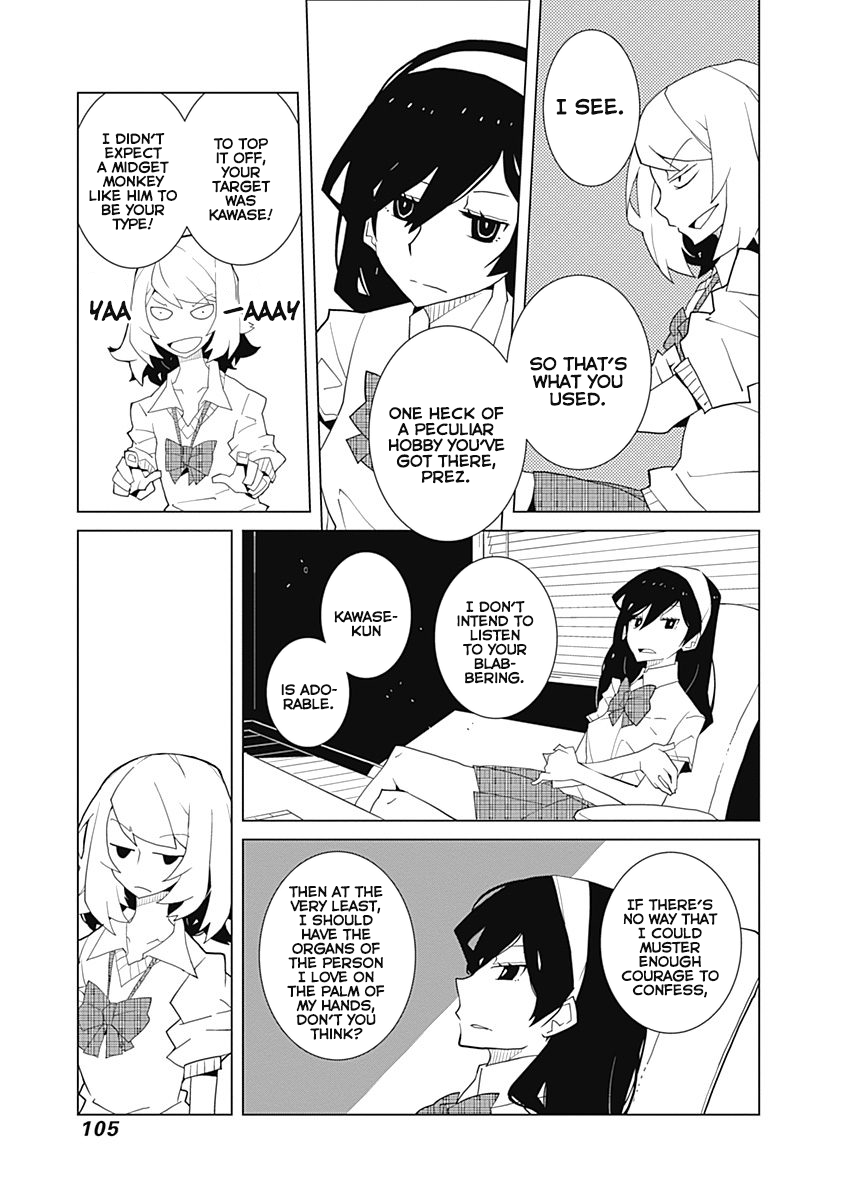 I SEE.
SO THAT'S
WHAT YOU
USED.
ONE HECK OF
A PECULIAR
HOBBY YOU'VE
GOT THERE,
PREZ.
TO TOP
IT OFF,
YOUR
TARGET
WAS
KAWASE!
I DIDN'T
EXPECT
A MIDGET
MONKEY
LIKE HIM TO
BE YOUR
TYPE!
YAA
-AAAY
I DON'T
INTEND TO
LISTEN
TO YOUR
BLAB-
BERING.
KAWASE-
KUN
IS ADO-
RABLE.
IF THERE'S
NO WAY THAT
I COULD
MUSTER
ENOUGH
COURAGE TO
CONFESS,
THEN AT THE
VERY LEAST,
I SHOULD
HAVE THE
ORGANS OF
THE PERSON
I LOVE ON
THE PALM OF
MY HANDS,
DON'T YOU
THINK?
105